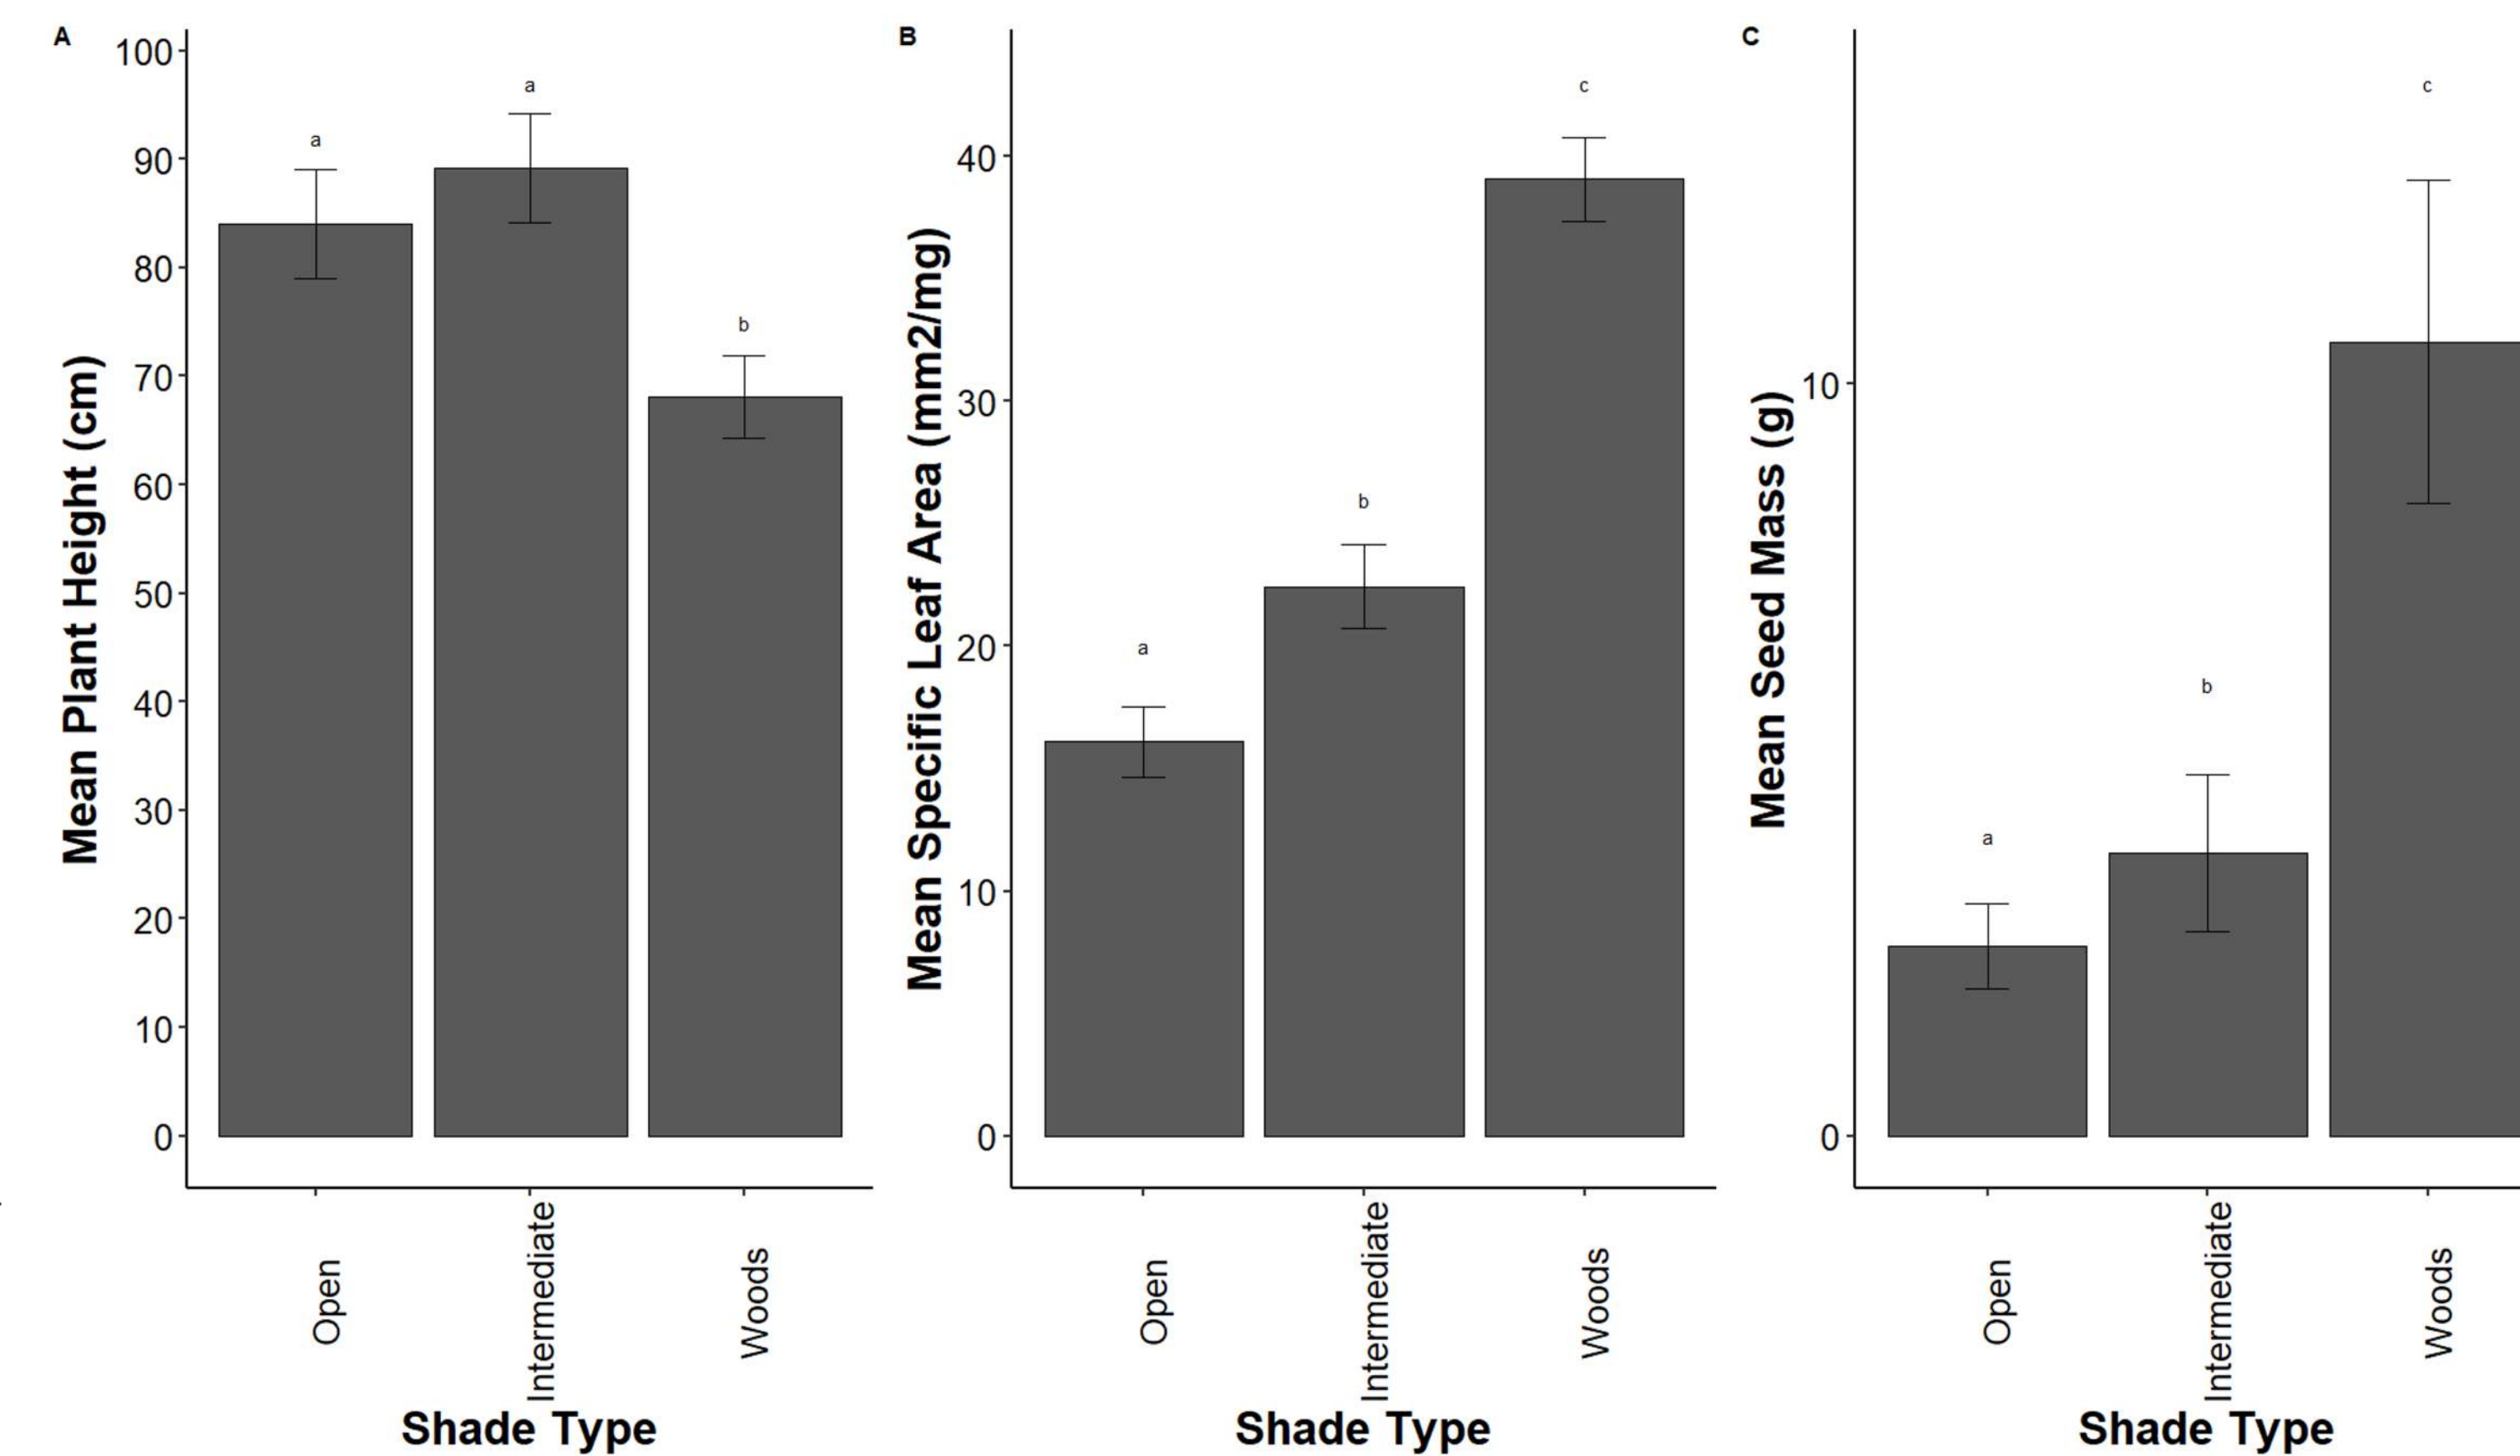 A
Mean Plant Height (cm)
100
90
80
70
60
50
40
30
20
10
0
a
a
b
Open
Intermediate
Woods
Shade Type
B
Mean Specific Leaf Area (mm2/mg)
40
30
20
10
0
a
b
c
Open
Intermediate
Woods
Shade Type
C
Mean Seed Mass (g)
10
0
a
b
c
Open
Intermediate
Woods
Shade Type